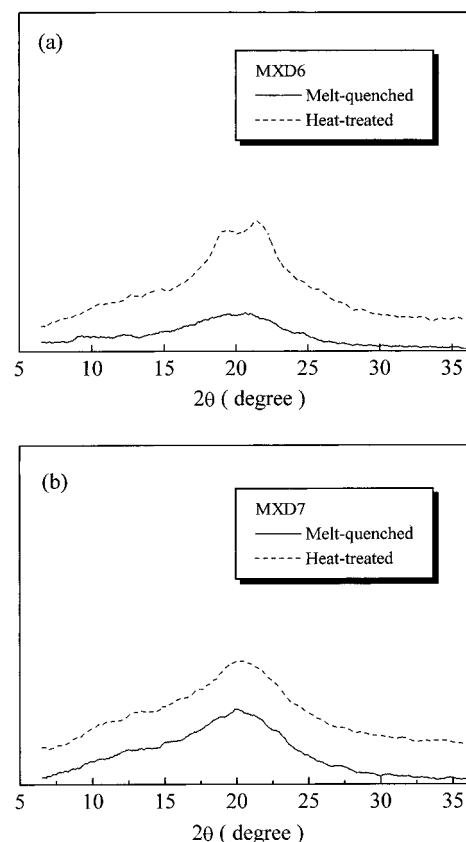 (a)
MXD6
Melt-quenched
Heat-treated
5 10 15 20 25 30 35
2θ ( degree )
(b)
MXD7
Melt-quenched
Heat-treated
5 10 15 20 25 30 35
2θ ( degree )